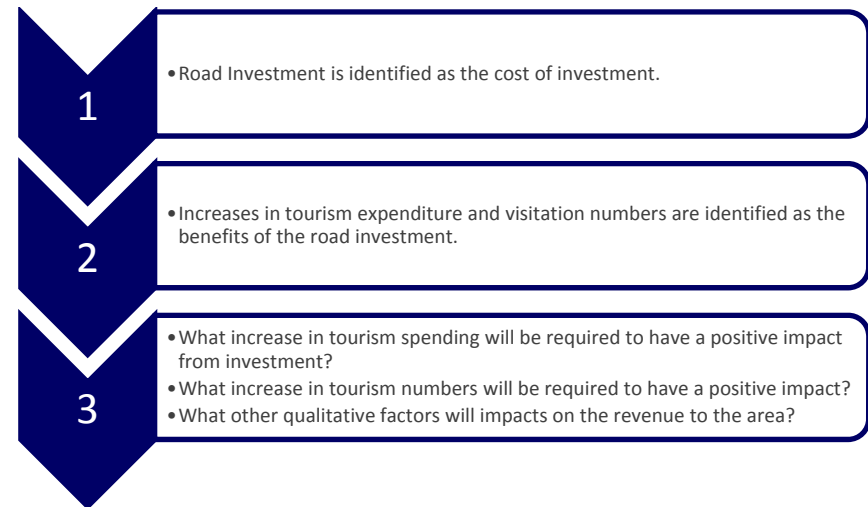 1
•Road Investment is identified as the cost of investment.
2
•Increases in tourism expenditure and visitation numbers are identified as the
benefits of the road investment.
3
•What increase in tourism spending will be required to have a positive impact
from investment?
•What increase in tourism numbers will be required to have a positive impact?
•What other qualitative factors will impacts on the revenue to the area?